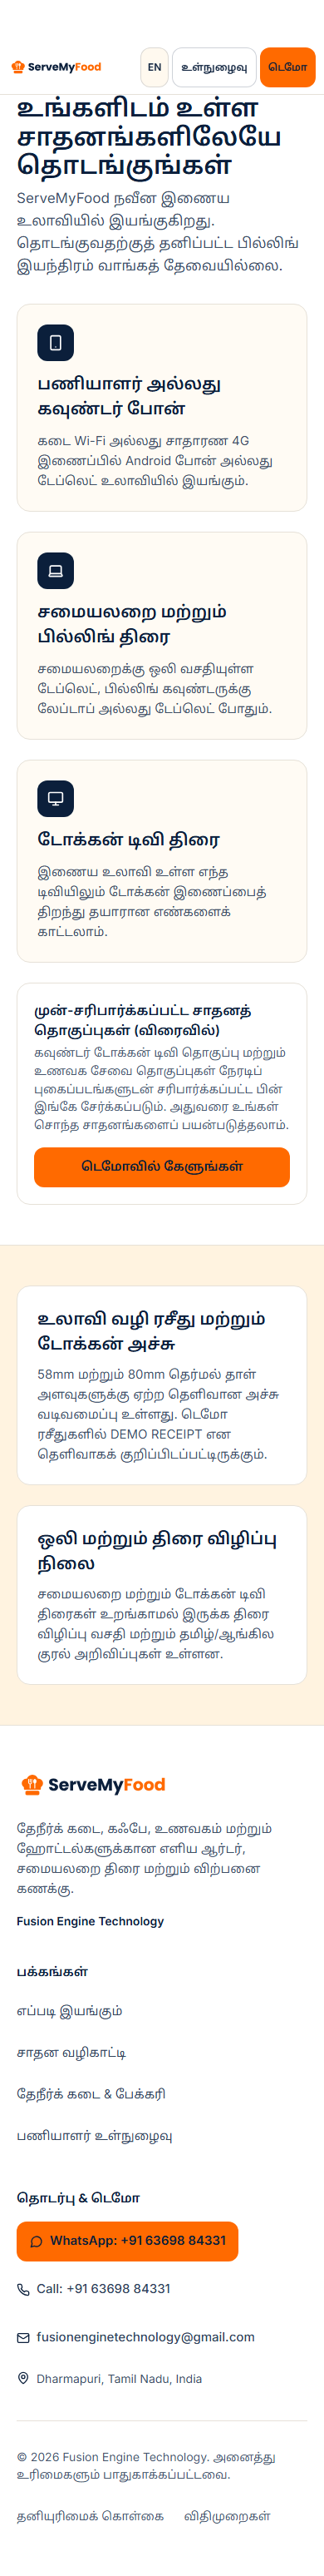 ServeMyFood
EN
உள்நுழைவு
டெமோ
உங்களிடம் உள்ள
சாதனங்களிலேயே
தொடங்குங்கள்
ServeMyFood நவீன இணைய
உலாவியில் இயங்குகிறது.
தொடங்குவதற்குத் தனிப்பட்ட பில்லிங்
இயந்திரம் வாங்கத் தேவையில்லை.
பணியாளர் அல்லது
கவுண்டர் போன்
கடை Wi-Fi அல்லது சாதாரண 4G
இணைப்பில் Android போன் அல்லது
டேப்லெட் உலாவியில் இயங்கும்.
சமையலறை மற்றும்
பில்லிங் திரை
சமையலறைக்கு ஒலி வசதியுள்ள
டேப்லெட், பில்லிங் கவுண்டருக்கு
லேப்டாப் அல்லது டேப்லெட் போதும்.
டோக்கன் டிவி திரை
இணைய உலாவி உள்ள எந்த
டிவியிலும் டோக்கன் இணைப்பைத்
திறந்து தயாரான எண்களைக்
காட்டலாம்.
முன்-சரிபார்க்கப்பட்ட சாதனத்
தொகுப்புகள் (விரைவில்)
கவுண்டர் டோக்கன் டிவி தொகுப்பு மற்றும்
உணவக சேவை தொகுப்புகள் நேரடிப்
புகைப்படங்களுடன் சரிபார்க்கப்பட்ட பின்
இங்கே சேர்க்கப்படும். அதுவரை உங்கள்
சொந்த சாதனங்களைப் பயன்படுத்தலாம்.
டெமோவில் கேளுங்கள்
உலாவி வழி ரசீது மற்றும்
டோக்கன் அச்சு
58mm மற்றும் 80mm தெர்மல் தாள்
அளவுகளுக்கு ஏற்ற தெளிவான அச்சு
வடிவமைப்பு உள்ளது. டெமோ
ரசீதுகளில் DEMO RECEIPT என
தெளிவாகக் குறிப்பிடப்பட்டிருக்கும்.
ஒலி மற்றும் திரை விழிப்பு
நிலை
சமையலறை மற்றும் டோக்கன் டிவி
திரைகள் உறங்காமல் இருக்க திரை
விழிப்பு வசதி மற்றும் தமிழ்/ஆங்கில
குரல் அறிவிப்புகள் உள்ளன.
ServeMyFood
தேநீர்க் கடை, கஃபே, உணவகம் மற்றும்
ஹோட்டல்களுக்கான எளிய ஆர்டர்,
சமையலறை திரை மற்றும் விற்பனை
கணக்கு.
Fusion Engine Technology
பக்கங்கள்
எப்படி இயங்கும்
சாதன வழிகாட்டி
தேநீர்க் கடை & பேக்கரி
பணியாளர் உள்நுழைவு
தொடர்பு & டெமோ
WhatsApp: +91 63698 84331
Call: +91 63698 84331
fusionenginetechnology@gmail.com
Dharmapuri, Tamil Nadu, India
© 2026 Fusion Engine Technology. அனைத்து
உரிமைகளும் பாதுகாக்கப்பட்டவை.
தனியுரிமைக் கொள்கை விதிமுறைகள்